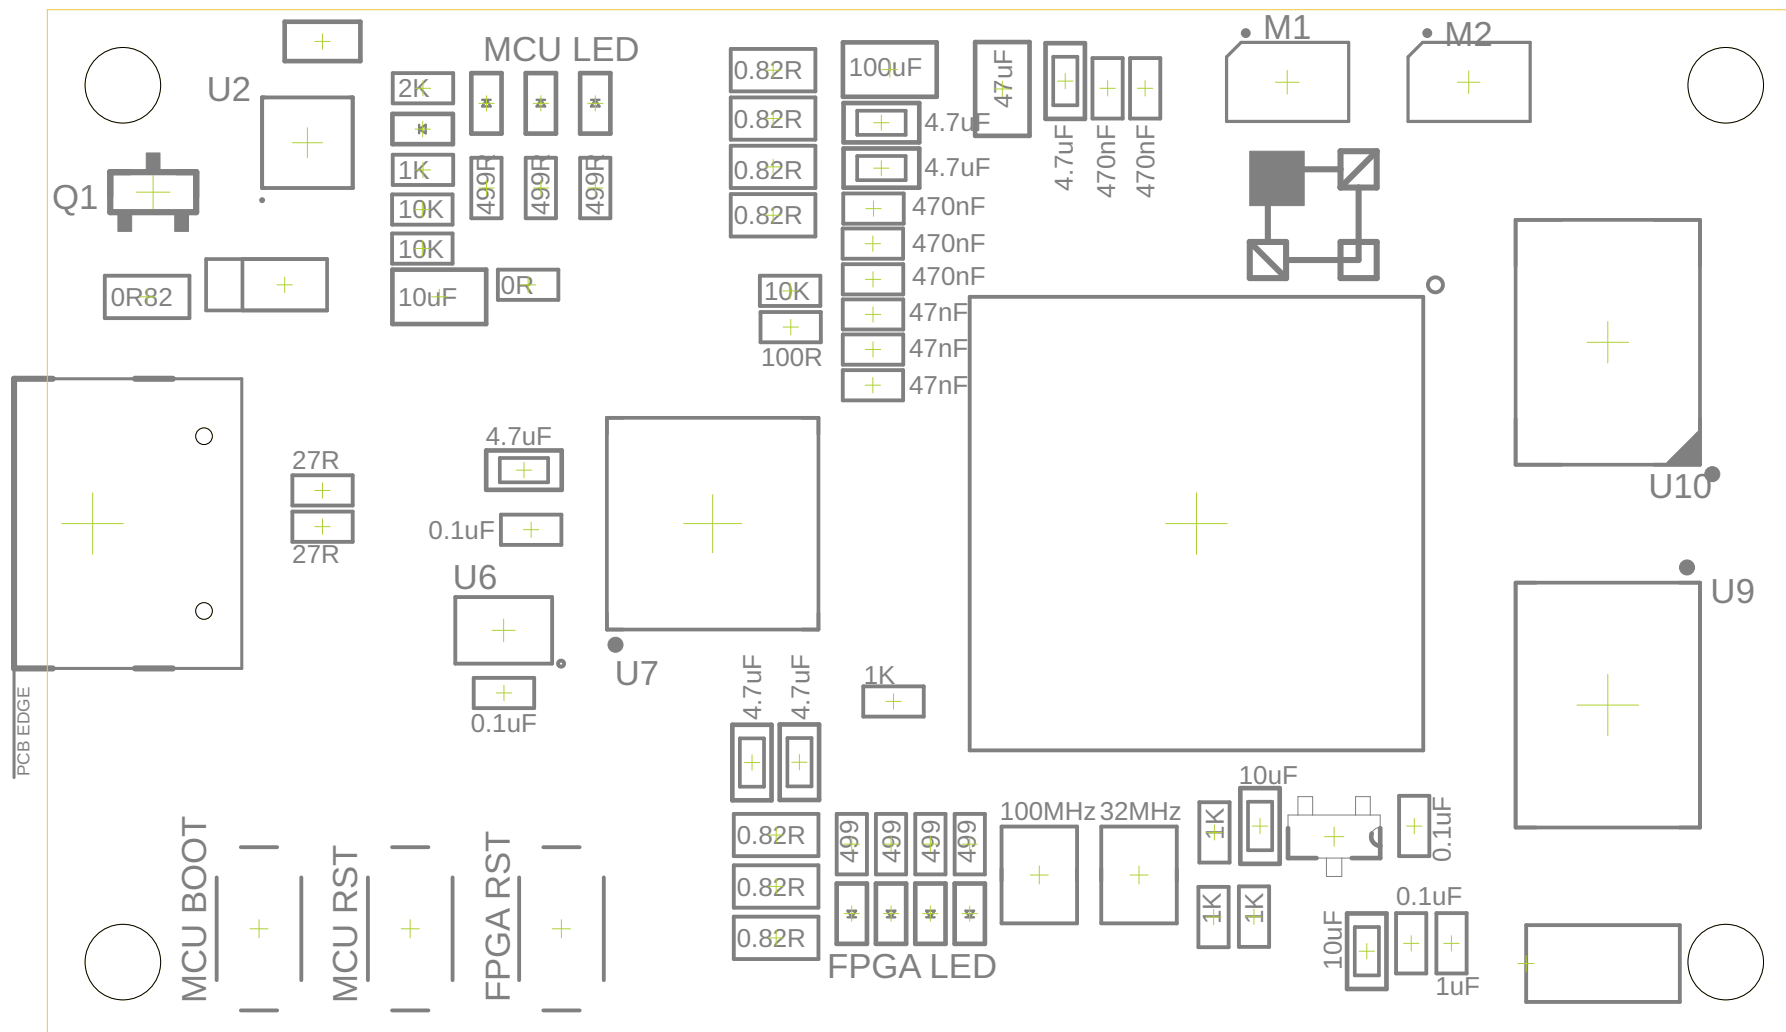 MCU LED
M1
M2
U2
2K
0.82R
100uF
47uF
0.82R
4.7uF
4.7uF
470nF
470nF
1K
499R
499R
499R
0.82R
4.7uF
Q1
10K
0.82R
470nF
10K
470nF
0R82
10uF
0R
10K
470nF
47nF
100R
47nF
47nF
4.7uF
27R
0.1uF
27R
U10
U6
U9
0.1uF
U7
4.7uF
4.7uF
1K
PCB EDGE
10uF
MCU BOOT
MCU RST
FPGA RST
0.82R
499
499
499
499
100MHz
32MHz
1K
0.1uF
0.82R
1K
1K
0.1uF
0.82R
FPGA LED
10uF
1uF